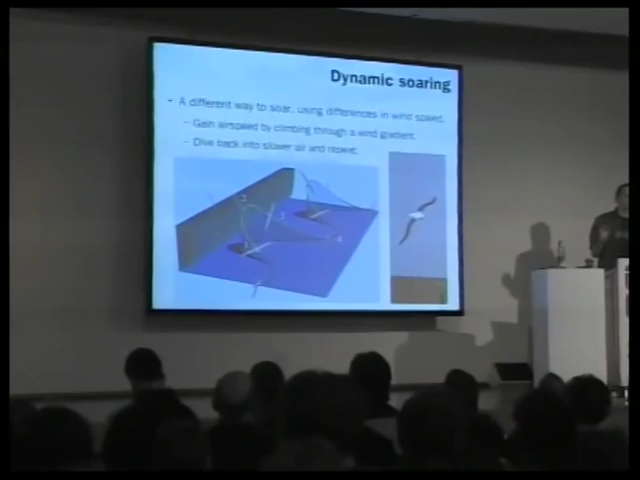 Dynamic soaring
- A different way to soar, using differences in wind speed.
– Gain airspeed by climbing through a wind gradient.
– Dive back into slower air and repeat.